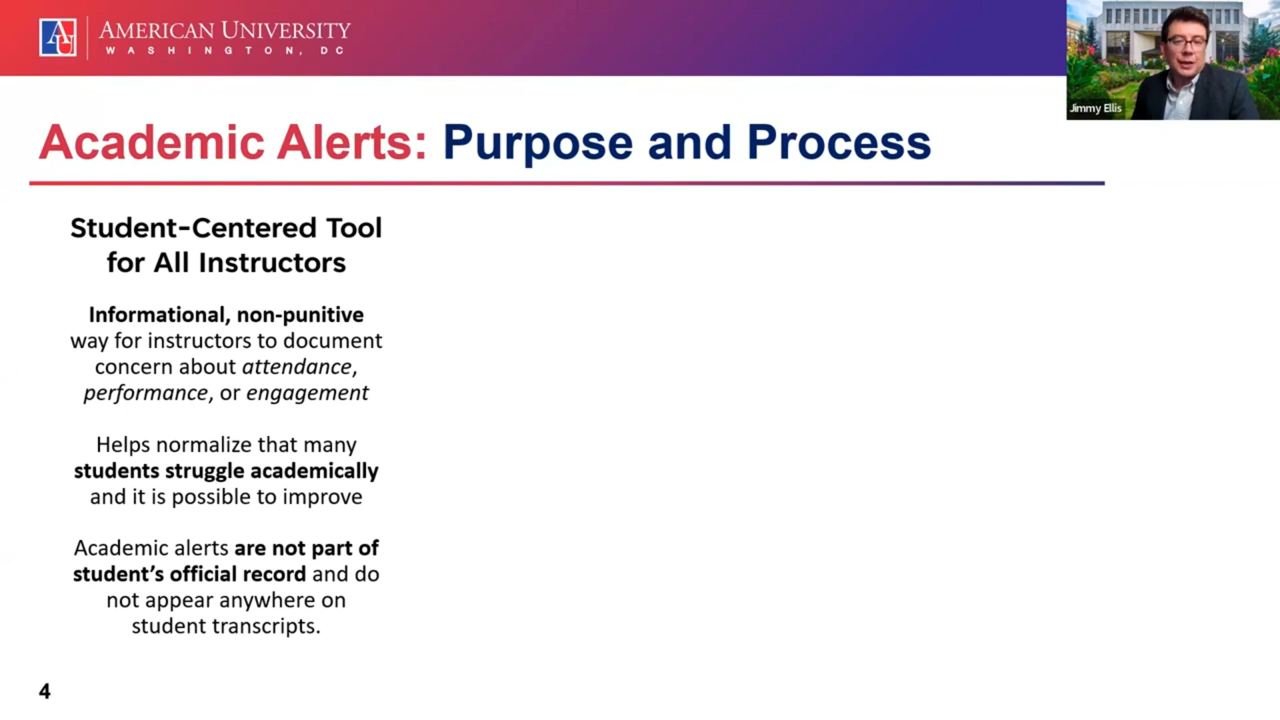 AU
AMERICAN UNIVERSITY
WASHINGTON, DC
Jimmy Ellis
Academic Alerts: Purpose and Process
Student-Centered Tool
for All Instructors
Informational, non-punitive
way for instructors to document
concern about attendance,
performance, or engagement
Helps normalize that many
students struggle academically
and it is possible to improve
Academic alerts are not part of
student’s official record and do
not appear anywhere on
student transcripts.
4